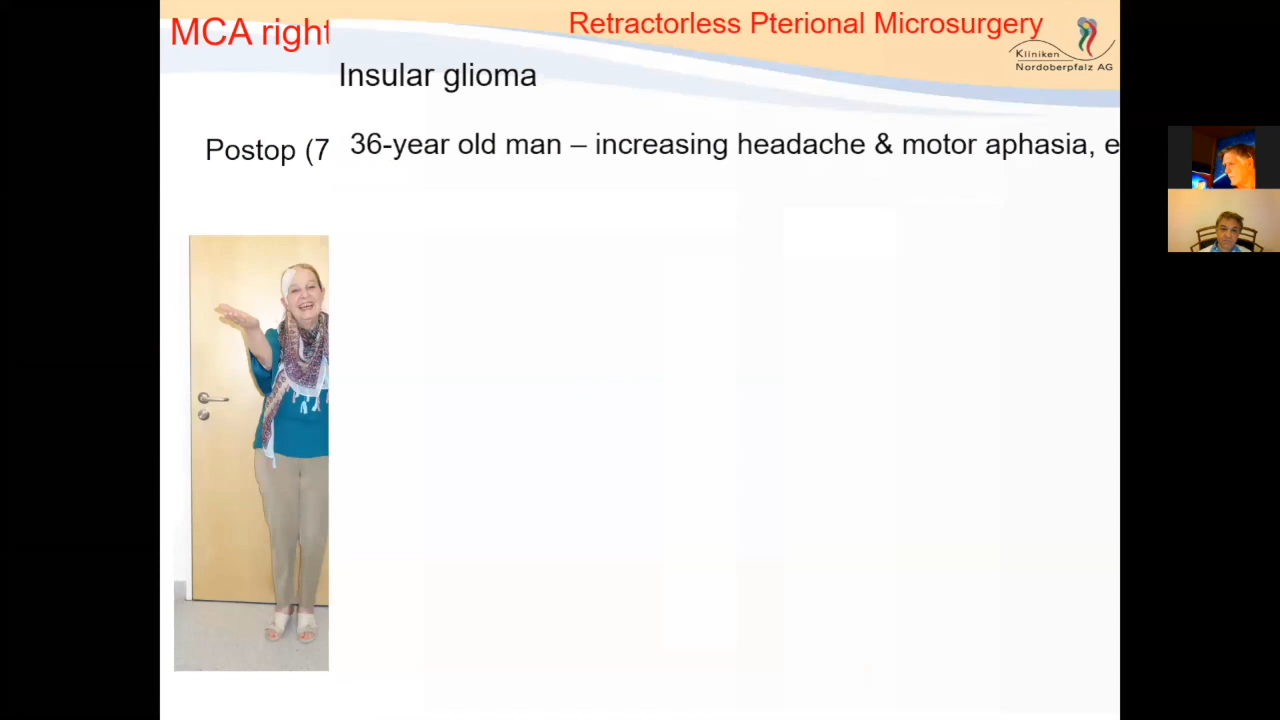 MCA right
Retractorless Pterional Microsurgery
Kliniken
Nordoberpfalz AG
Insular glioma
Postop (7
36-year old man – increasing headache & motor aphasia, e